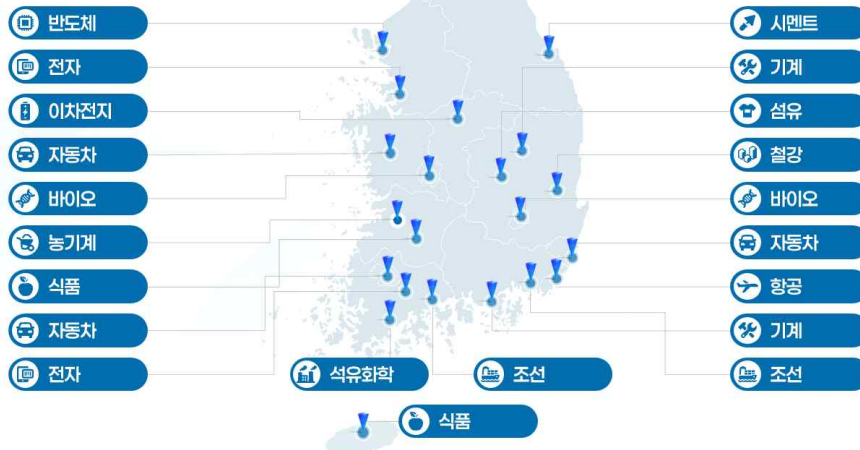 반도체
전자
이차전지
자동차
바이오
농기계
식품
자동차
전자
석유화학
조선
식품
시멘트
기계
섬유
철강
바이오
자동차
항공
기계
조선